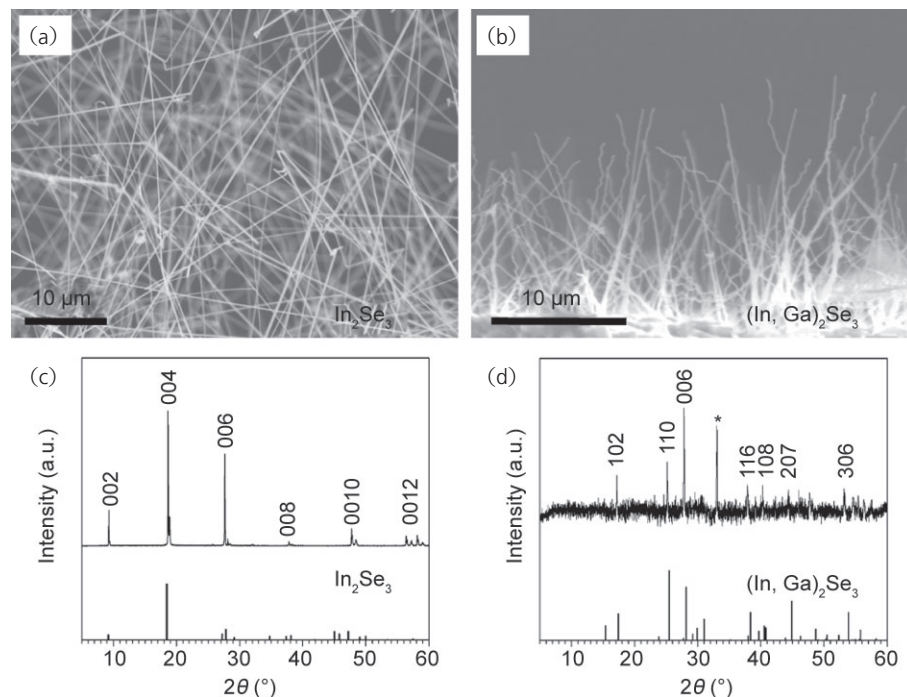 (a)
10 µm
In₂Se₃
(b)
10 µm
(In, Ga)₂Se₃
(c)
Intensity (a.u.)
002
004
006
008
0010
0012
In₂Se₃
10 20 30 40 50 60
2θ (°)
(d)
Intensity (a.u.)
102
110
006
*
116
108
207
306
(In, Ga)₂Se₃
10 20 30 40 50 60
2θ (°)